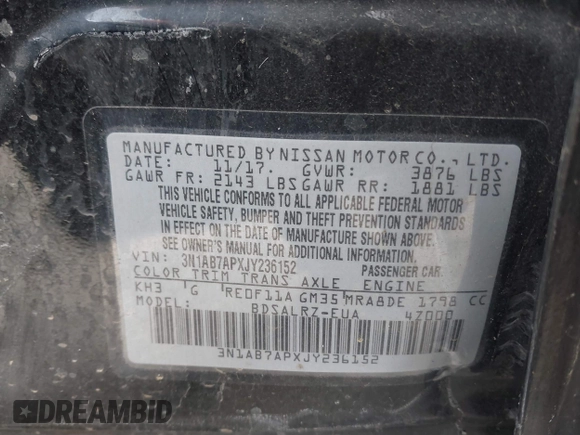 MANUFACTURED BY NISSAN MOTOR CO., LTD.
DATE: 11/17. GVWR: 3876 LBS
GAWR FR: 2143 LBS GAWR RR: 1881 LBS
THIS VEHICLE CONFORMS TO ALL APPLICABLE FEDERAL MOTOR
VEHICLE SAFETY, BUMPER AND THEFT PREVENTION STANDARDS
IN EFFECT ON THE DATE OF MANUFACTURE SHOWN ABOVE.
SEE OWNER'S MANUAL FOR ADDITIONAL INFORMATION.
VIN: 3N1AB7APXJY236152 PASSENGER CAR.
COLOR TRIM TRANS AXLE ENGINE
KH3 G RE0F11A GM35 MRA8DE 1798 CC
BDSALRZ-EUA 4Z000
3N1AB7APXJY236152
DREAMBID